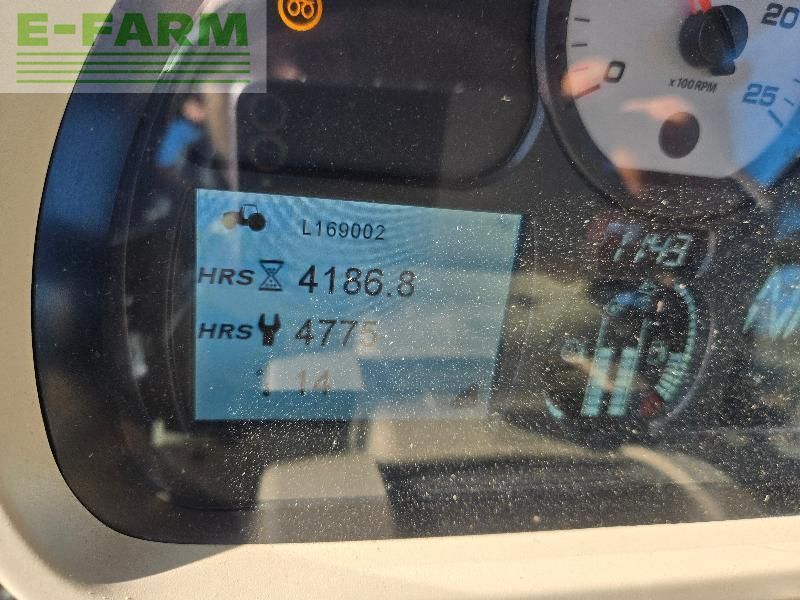 E-FARM
20
0
x 100 RPM
25
L169002
HRS 4186.8
HRS 4775
14